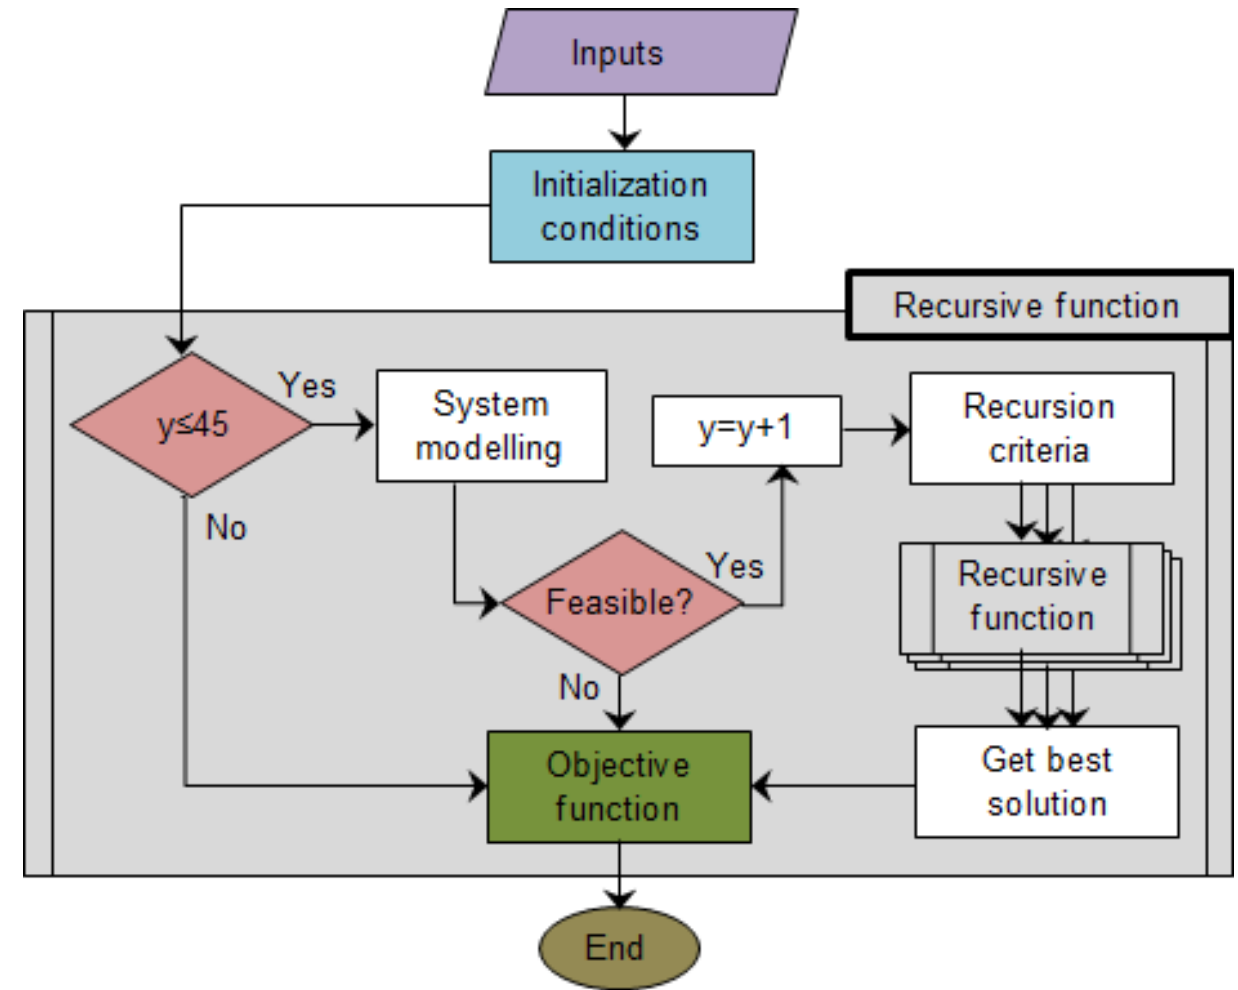 Inputs
Initialization
conditions
Recursive function
y≤45
Yes
No
System
modelling
Feasible?
Yes
No
y=y+1
Recursion
criteria
Recursive
function
Get best
solution
Objective
function
End